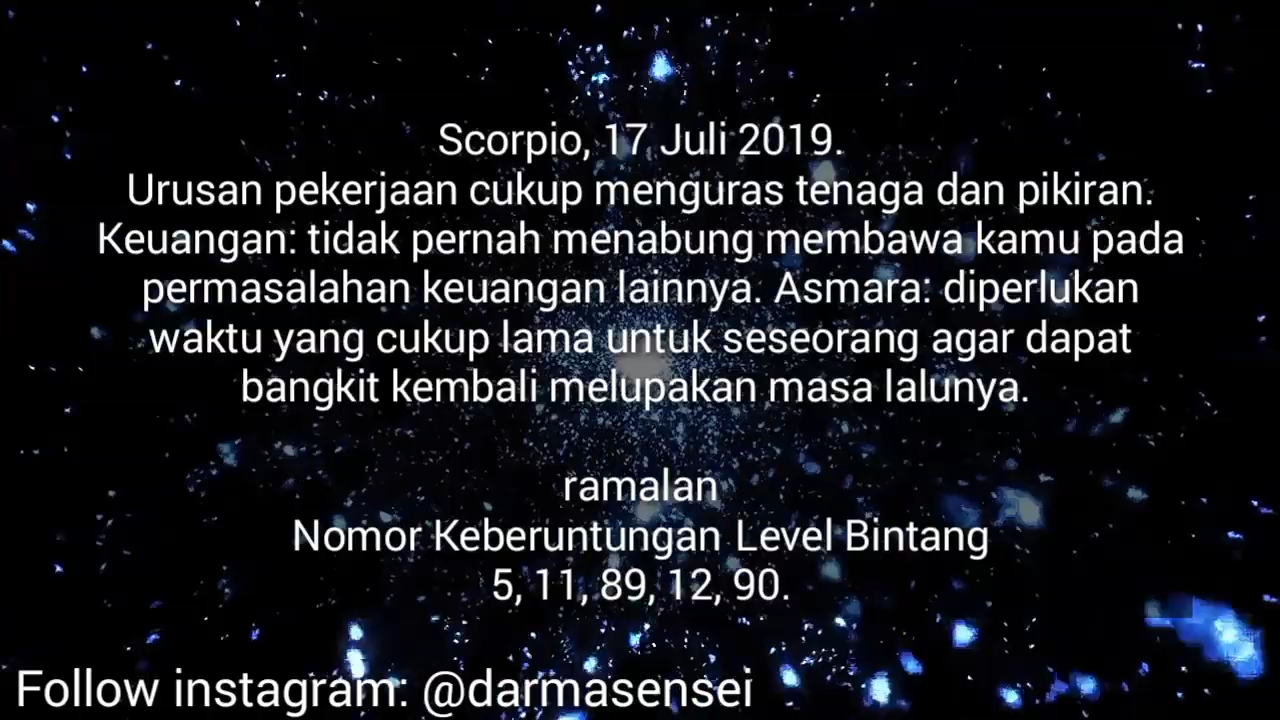 Scorpio, 17 Juli 2019.
Urusan pekerjaan cukup menguras tenaga dan pikiran.
Keuangan: tidak pernah menabung membawa kamu pada
permasalahan keuangan lainnya. Asmara: diperlukan
waktu yang cukup lama untuk seseorang agar dapat
bangkit kembali melupakan masa lalunya.
ramalan
Nomor Keberuntungan Level Bintang
5, 11, 89, 12, 90.
Follow instagram: @darmasensei